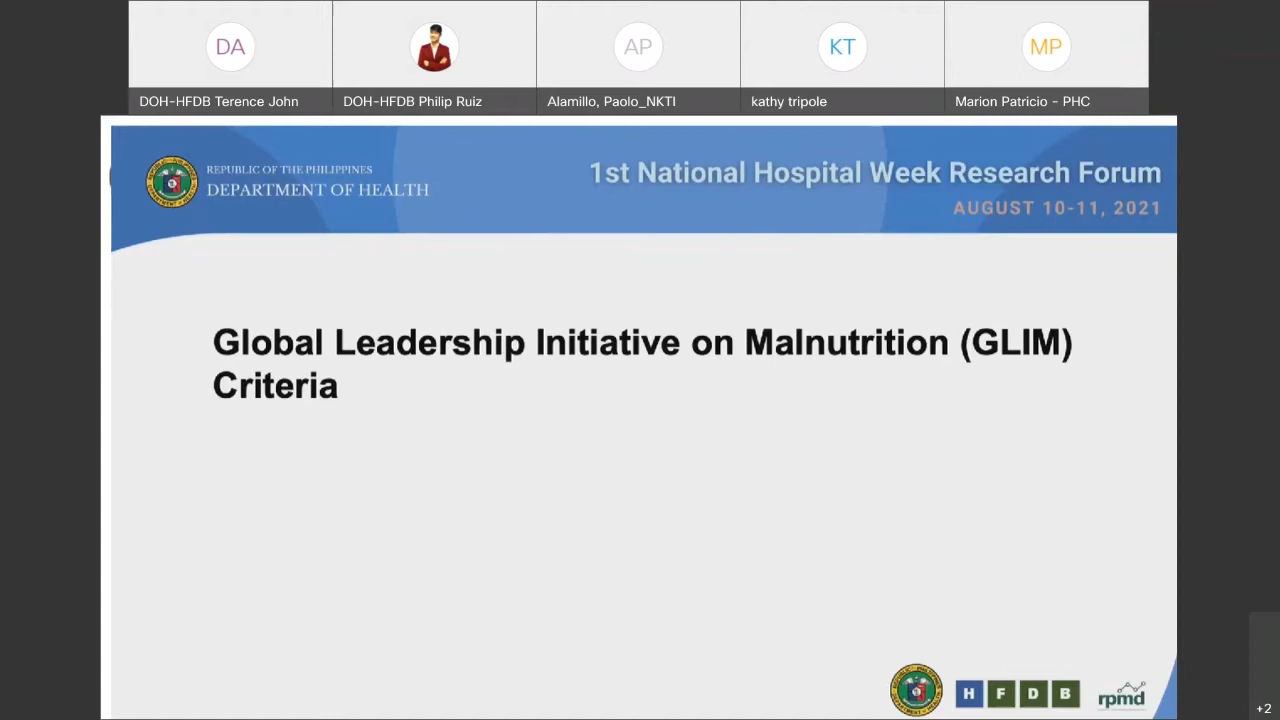 DA
AP
KT
MP
DOH-HFDB Terence John
DOH-HFDB Philip Ruiz
Alamillo, Paolo_NKTI
kathy tripole
Marion Patricio - PHC
REPUBLIC OF THE PHILIPPINES
DEPARTMENT OF HEALTH
1st National Hospital Week Research Forum
AUGUST 10-11, 2021
Global Leadership Initiative on Malnutrition (GLIM)
Criteria
H F D B
rpmd
+2